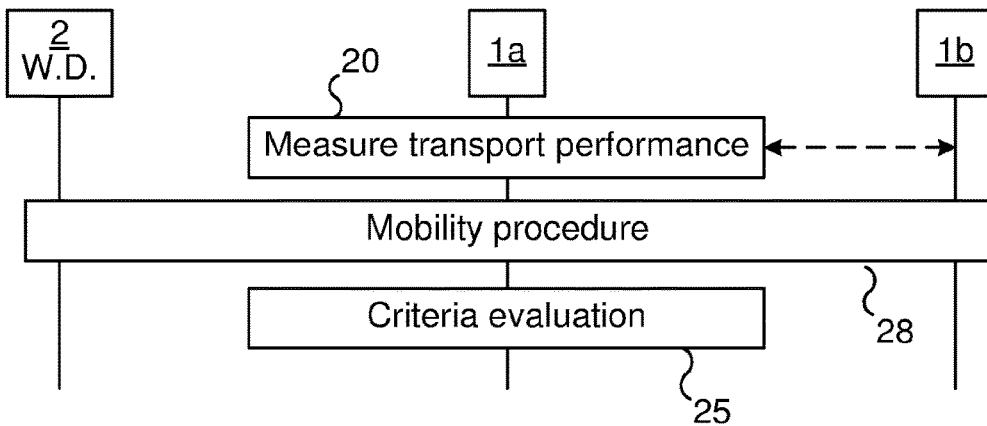 2
W.D.
1a
1b
20
Measure transport performance
Mobility procedure
28
Criteria evaluation
25